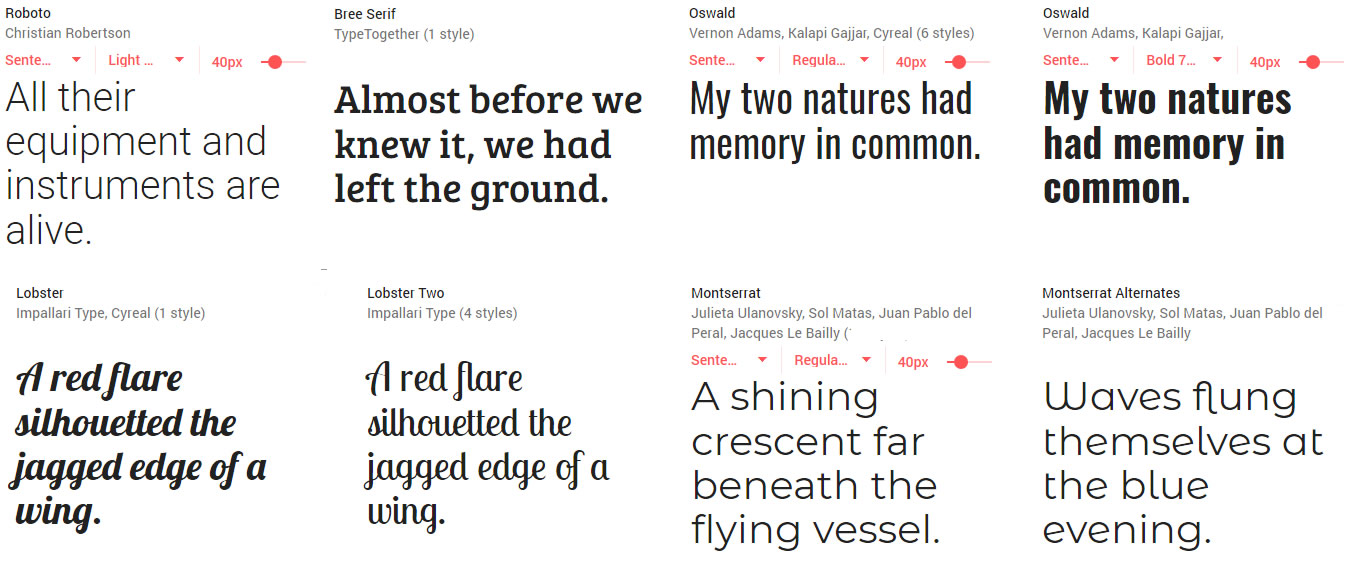 Roboto
Christian Robertson
Sente... Light ... 40px
All their
equipment and
instruments are
alive.
Bree Serif
TypeTogether (1 style)
Almost before we
knew it, we had
left the ground.
Oswald
Vernon Adams, Kalapi Gajjar, Cyreal (6 styles)
Sente... Regula... 40px
My two natures had
memory in common.
Oswald
Vernon Adams, Kalapi Gajjar,
Sente... Bold 7... 40px
My two natures
had memory in
common.
Lobster
Impallari Type, Cyreal (1 style)
A red flare
silhouetted the
jagged edge of a
wing.
Lobster Two
Impallari Type (4 styles)
A red flare
silhouetted the
jagged edge of a
wing.
Montserrat
Julieta Ulanovsky, Sol Matas, Juan Pablo del
Peral, Jacques Le Bailly (
Sente... Regula... 40px
A shining
crescent far
beneath the
flying vessel.
Montserrat Alternates
Julieta Ulanovsky, Sol Matas, Juan Pablo del
Peral, Jacques Le Bailly
Waves flung
themselves at
the blue
evening.